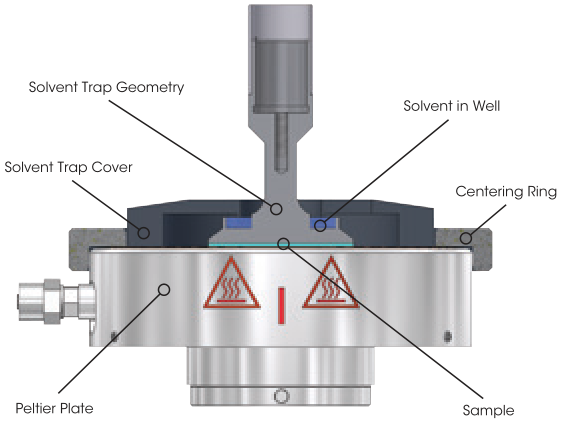 Solvent Trap Geometry
Solvent in Well
Solvent Trap Cover
Centering Ring
Peltier Plate
Sample